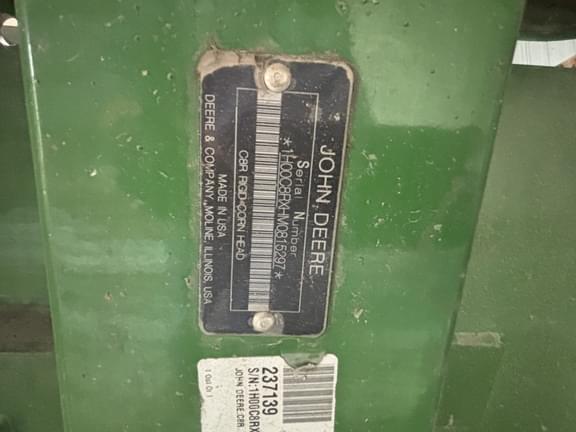 JOHN DEERE
Serial Number
*1H00C8RXHM0815297*
C8R RIGID CORN HEAD
MADE IN USA
DEERE & COMPANY, MOLINE, ILLINOIS, USA
237139
S/N:1H00C8RX
JOHN DEERE:C8R